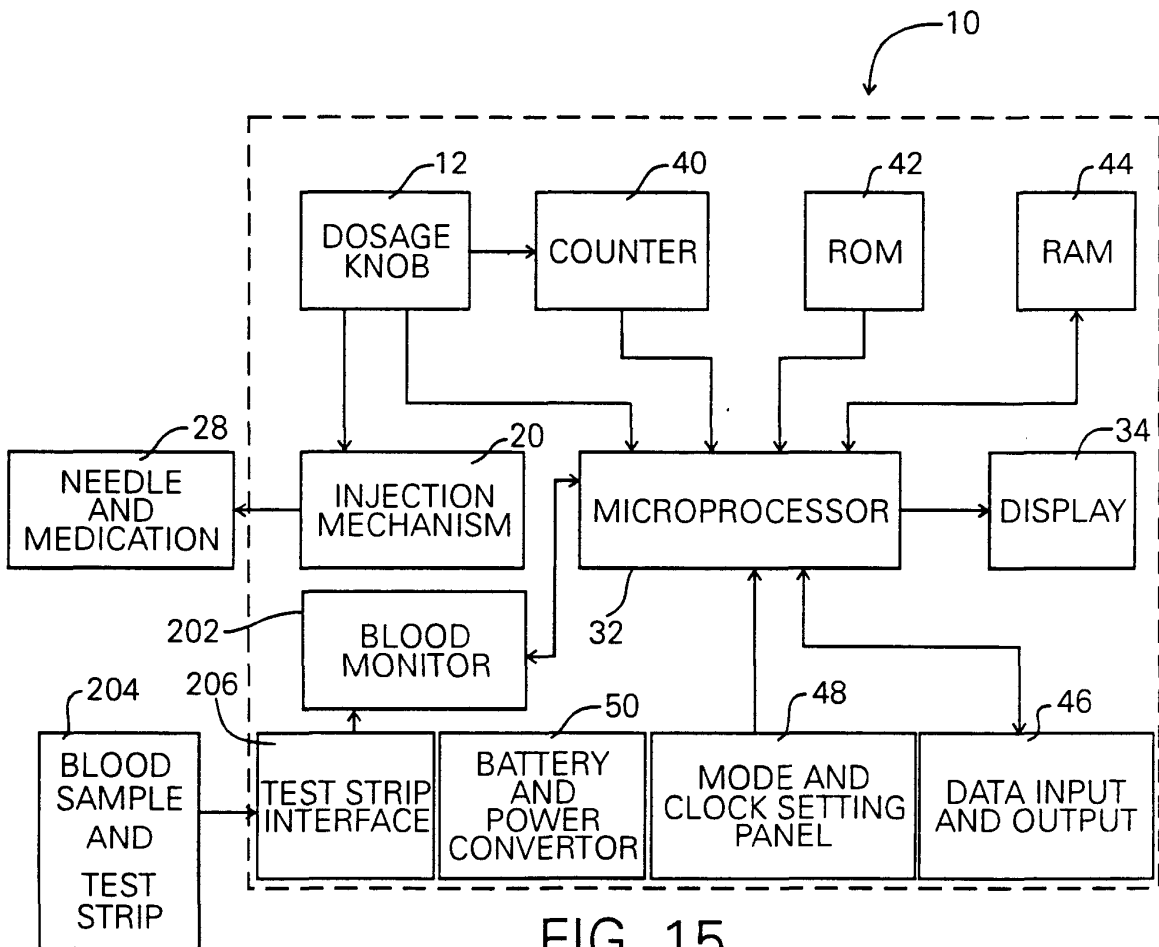 10
12
40
42
44
DOSAGE
KNOB
COUNTER
ROM
RAM
28
20
34
NEEDLE
AND
MEDICATION
INJECTION
MECHANISM
MICROPROCESSOR
DISPLAY
202
BLOOD
MONITOR
32
204
206
50
48
46
BLOOD
SAMPLE
AND
TEST
STRIP
TEST STRIP
INTERFACE
BATTERY
AND
POWER
CONVERTOR
MODE AND
CLOCK SETTING
PANEL
DATA INPUT
AND OUTPUT
FIG. 15